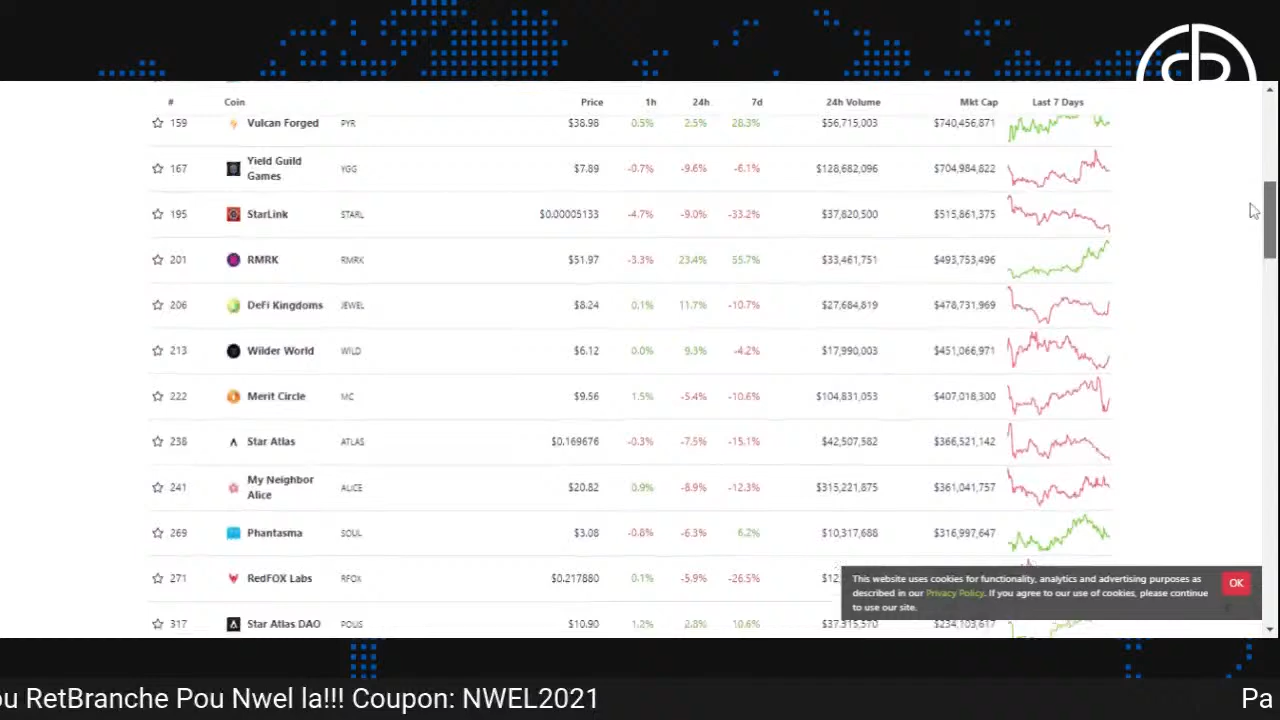 # Coin Price 1h 24h 7d 24h Volume Mkt Cap Last 7 Days
159 Vulcan Forged PYR $38.98 0.5% 2.5% 28.3% $56,715,003 $740,456,871
167 Yield Guild Games YGG $7.89 -0.7% -9.6% -6.1% $128,682,096 $704,984,822
195 StarLink STARL $0.00005133 -4.7% -9.0% -33.2% $37,820,500 $515,861,375
201 RMRK RMRK $51.97 -3.3% 23.4% 55.7% $33,461,751 $493,753,496
206 DeFi Kingdoms JEWEL $8.24 0.1% 11.7% -10.7% $27,684,819 $478,731,969
213 Wilder World WILD $6.12 0.0% 9.3% -4.2% $17,990,003 $451,066,971
222 Merit Circle MC $9.56 1.5% -5.4% -10.6% $104,831,053 $407,018,300
238 Star Atlas ATLAS $0.169676 -0.3% -7.5% -15.1% $42,507,582 $366,521,142
241 My Neighbor Alice ALICE $20.82 0.9% -8.9% -12.3% $315,221,875 $361,041,757
269 Phantasma SOUL $3.08 -0.8% -6.3% 6.2% $10,317,688 $316,997,647
271 RedFOX Labs RFOX $0.217880 0.1% -5.9% -26.5% $12,
317 Star Atlas DAO POLIS $10.90 1.2% 2.8% 10.6% $37,315,570 $234,103,617
This website uses cookies for functionality, analytics and advertising purposes as
described in our Privacy Policy. If you agree to our use of cookies, please continue
to use our site.
OK
ou RetBranche Pou Nwel la!!! Coupon: NWEL2021 Pa